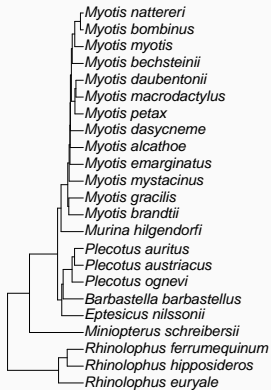 Myotis nattereri
Myotis bombinus
Myotis myotis
Myotis bechsteinii
Myotis daubentonii
Myotis macrodactylus
Myotis petax
Myotis dasycneme
Myotis alcathoe
Myotis emarginatus
Myotis mystacinus
Myotis gracilis
Myotis brandtii
Murina hilgendorfi
Plecotus auritus
Plecotus austriacus
Plecotus ognevi
Barbastella barbastellus
Eptesicus nilssonii
Miniopterus schreibersii
Rhinolophus ferrumequinum
Rhinolophus hipposideros
Rhinolophus euryale